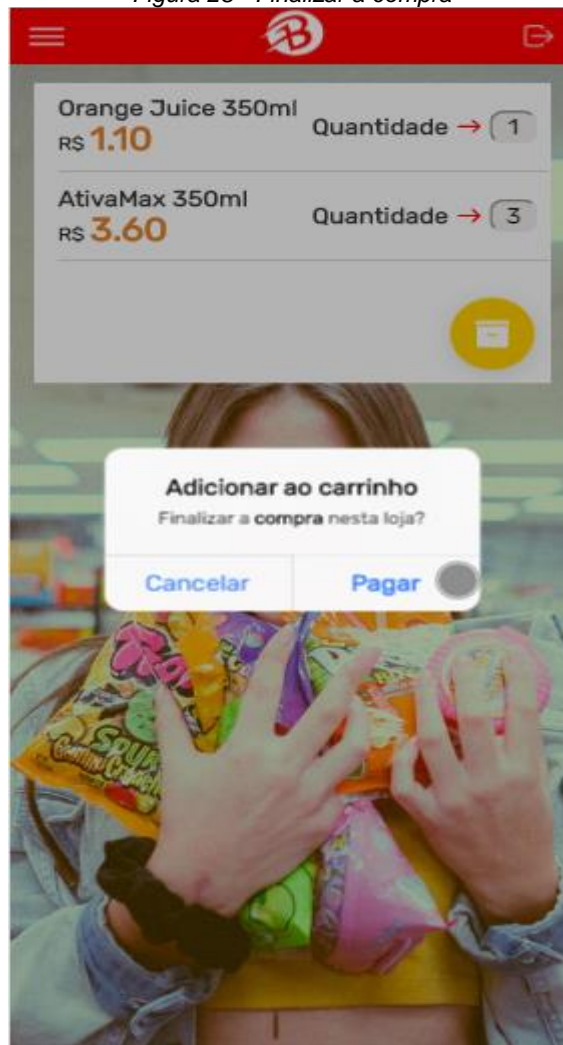 Figura 28 - Finalizar a compra
B
Orange Juice 350ml
R$ 1.10
Quantidade → 1
AtivaMax 350ml
R$ 3.60
Quantidade → 3
Adicionar ao carrinho
Finalizar a compra nesta loja?
Cancelar
Pagar